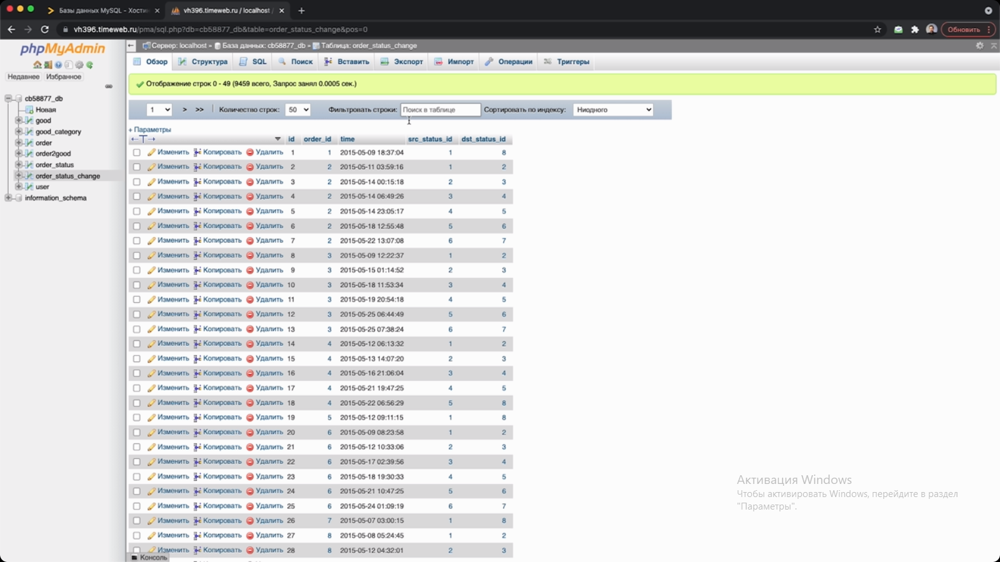 Базы данных MySQL - Хости
vh396.timeweb.ru / localhost /
vh396.timeweb.ru/pma/sql.php?db=cb58877_db&table=order_status_change&pos=0
Обновить
phpMyAdmin
Недавнее Избранное
cb58877_db
Новая
good
good_category
order
order2good
order_status
order_status_change
user
information_schema
Сервер: localhost » База данных: cb58877_db » Таблица: order_status_change
Обзор Структура SQL Поиск Вставить Экспорт Импорт Операции Триггеры
Отображение строк 0 - 49 (9459 всего, Запрос занял 0.0005 сек.)
1 > >> Количество строк: 50 Фильтровать строки: Поиск в таблице Сортировать по индексу: Ниодного
+ Параметры
←T→ id order_id time src_status_id dst_status_id
Изменить Копировать Удалить 1 1 2015-05-09 18:37:04 1 8
Изменить Копировать Удалить 2 2 2015-05-11 03:59:16 1 2
Изменить Копировать Удалить 3 2 2015-05-14 00:15:18 2 3
Изменить Копировать Удалить 4 2 2015-05-14 06:49:26 3 4
Изменить Копировать Удалить 5 2 2015-05-14 23:05:17 4 5
Изменить Копировать Удалить 6 2 2015-05-18 12:55:48 5 6
Изменить Копировать Удалить 7 2 2015-05-22 13:07:08 6 7
Изменить Копировать Удалить 8 3 2015-05-09 12:22:37 1 2
Изменить Копировать Удалить 9 3 2015-05-15 01:14:52 2 3
Изменить Копировать Удалить 10 3 2015-05-18 11:53:34 3 4
Изменить Копировать Удалить 11 3 2015-05-19 20:54:18 4 5
Изменить Копировать Удалить 12 3 2015-05-25 06:44:49 5 6
Изменить Копировать Удалить 13 3 2015-05-25 07:38:24 6 7
Изменить Копировать Удалить 14 4 2015-05-12 06:13:32 1 2
Изменить Копировать Удалить 15 4 2015-05-13 14:07:20 2 3
Изменить Копировать Удалить 16 4 2015-05-16 21:06:04 3 4
Изменить Копировать Удалить 17 4 2015-05-21 19:47:25 4 5
Изменить Копировать Удалить 18 4 2015-05-22 06:56:29 5 8
Изменить Копировать Удалить 19 5 2015-05-12 09:11:15 1 8
Изменить Копировать Удалить 20 6 2015-05-09 08:23:58 1 2
Изменить Копировать Удалить 21 6 2015-05-12 10:33:06 2 3
Изменить Копировать Удалить 22 6 2015-05-17 02:39:56 3 4
Изменить Копировать Удалить 23 6 2015-05-18 19:30:33 4 5
Изменить Копировать Удалить 24 6 2015-05-21 10:47:25 5 6
Изменить Копировать Удалить 25 6 2015-05-24 01:09:19 6 7
Изменить Копировать Удалить 26 7 2015-05-07 03:00:15 1 8
Изменить Копировать Удалить 27 8 2015-05-08 05:24:45 1 2
Изменить Копировать Удалить 28 8 2015-05-12 04:32:01 2 3
Консоль
Активация Windows
Чтобы активировать Windows, перейдите в раздел
"Параметры".